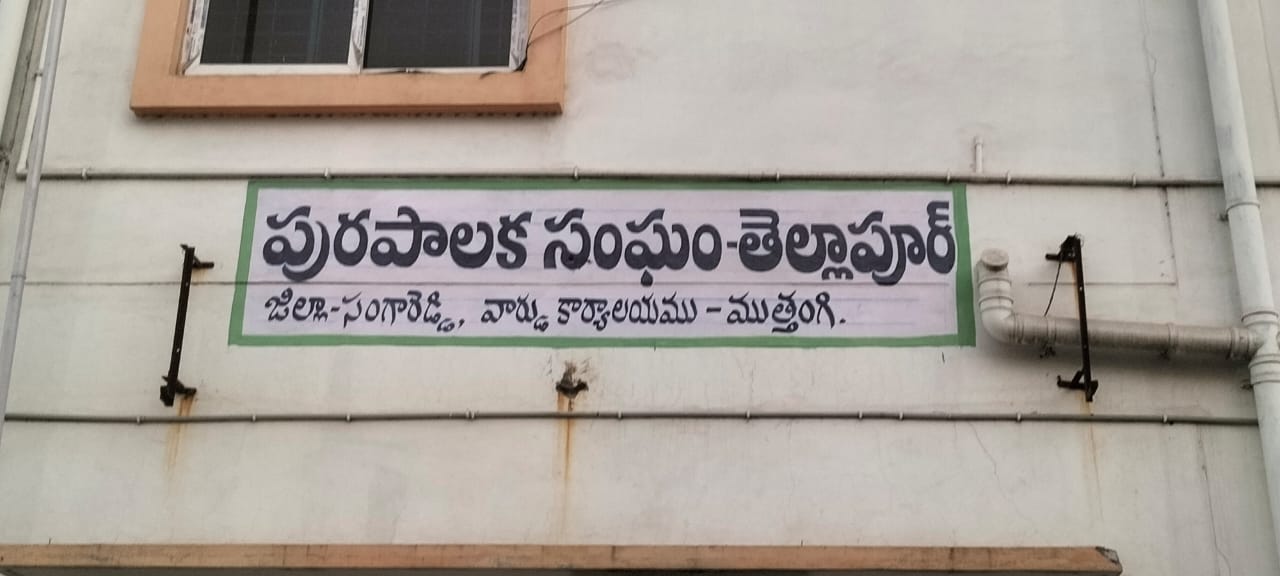 పురపాలక సంఘం-తెల్లాపూర్
జిల్లా-సంగారెడ్డి, వార్డు కార్యాలయము - ముత్తంగి.